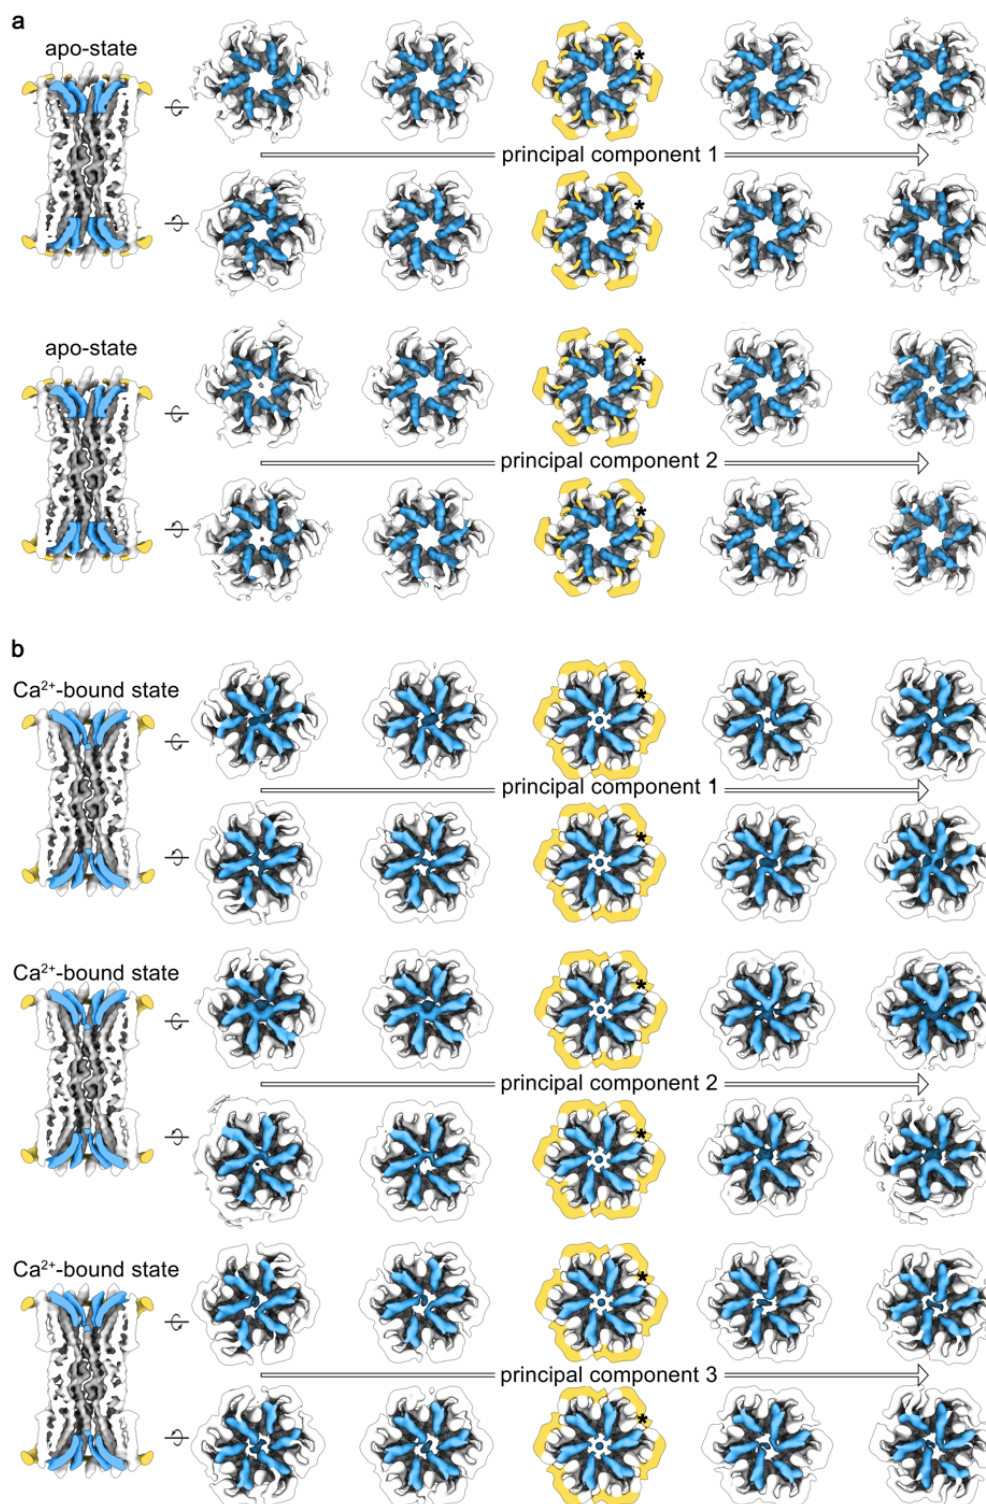 a
apo-state
*
principal component 1
*
apo-state
*
principal component 2
*
b
Ca²⁺-bound state
*
principal component 1
*
Ca²⁺-bound state
*
principal component 2
*
Ca²⁺-bound state
*
principal component 3
*